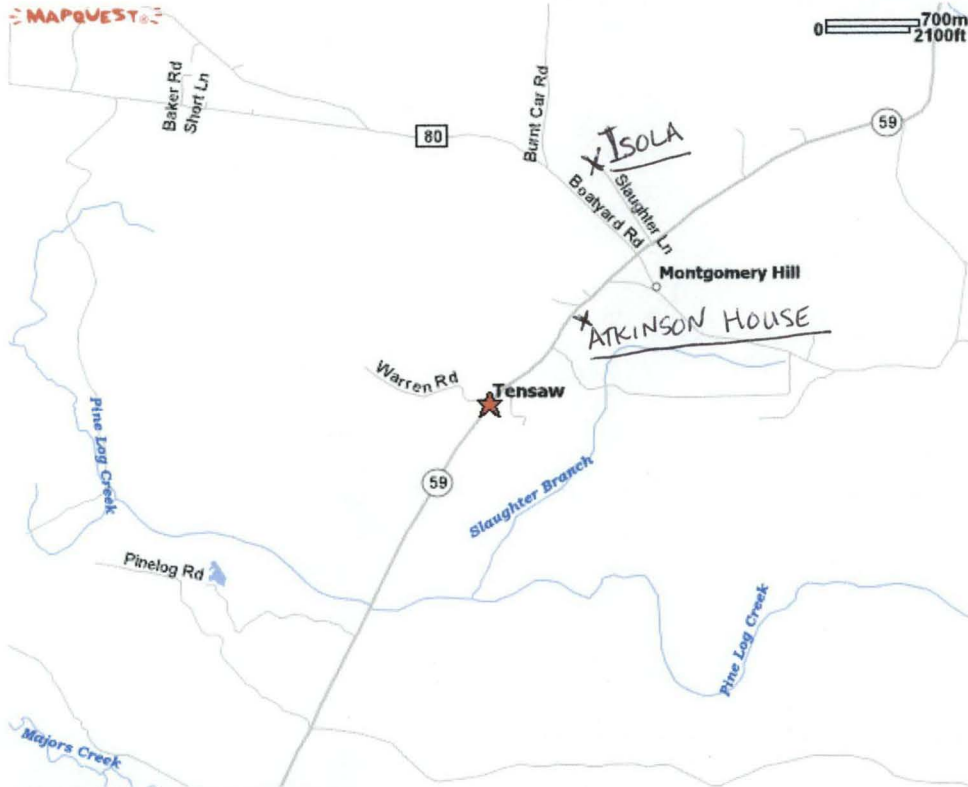 MAPQUEST
0 700m
2100ft
Baker Rd
Short Ln
80
Burnt Car Rd
59
ISOLA
Boatyard Rd
Slaughter Ln
Montgomery Hill
ATKINSON HOUSE
Warren Rd
Tensaw
Pine Log Creek
59
Slaughter Branch
Pinelog Rd
Pine Log Creek
Majors Creek